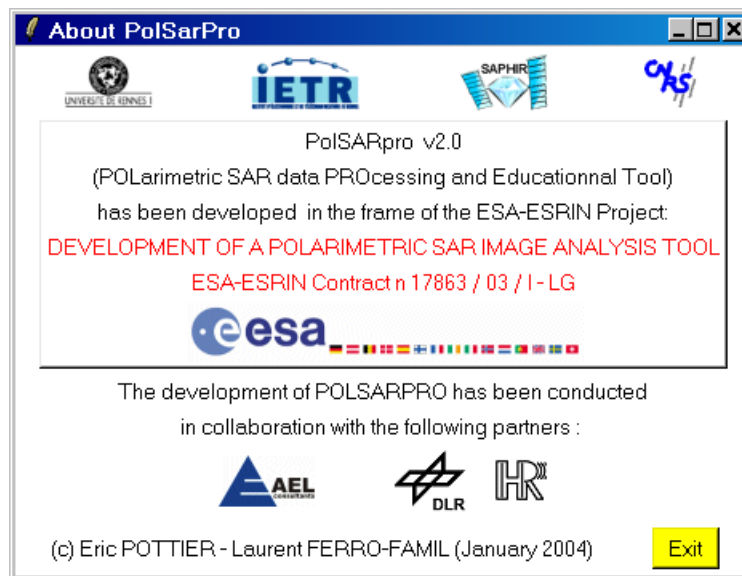 About PolSarPro
UNIVERSITE DE RENNES I
IETR
SAPHIR
CNRS
PolSARpro v2.0
(POLarimetric SAR data PROcessing and Educationnal Tool)
has been developed in the frame of the ESA-ESRIN Project:
DEVELOPMENT OF A POLARIMETRIC SAR IMAGE ANALYSIS TOOL
ESA-ESRIN Contract n 17863 / 03 / I - LG
esa
The development of POLSARPRO has been conducted
in collaboration with the following partners :
AEL
consultants
DLR
HR
(c) Eric POTTIER - Laurent FERRO-FAMIL (January 2004)
Exit